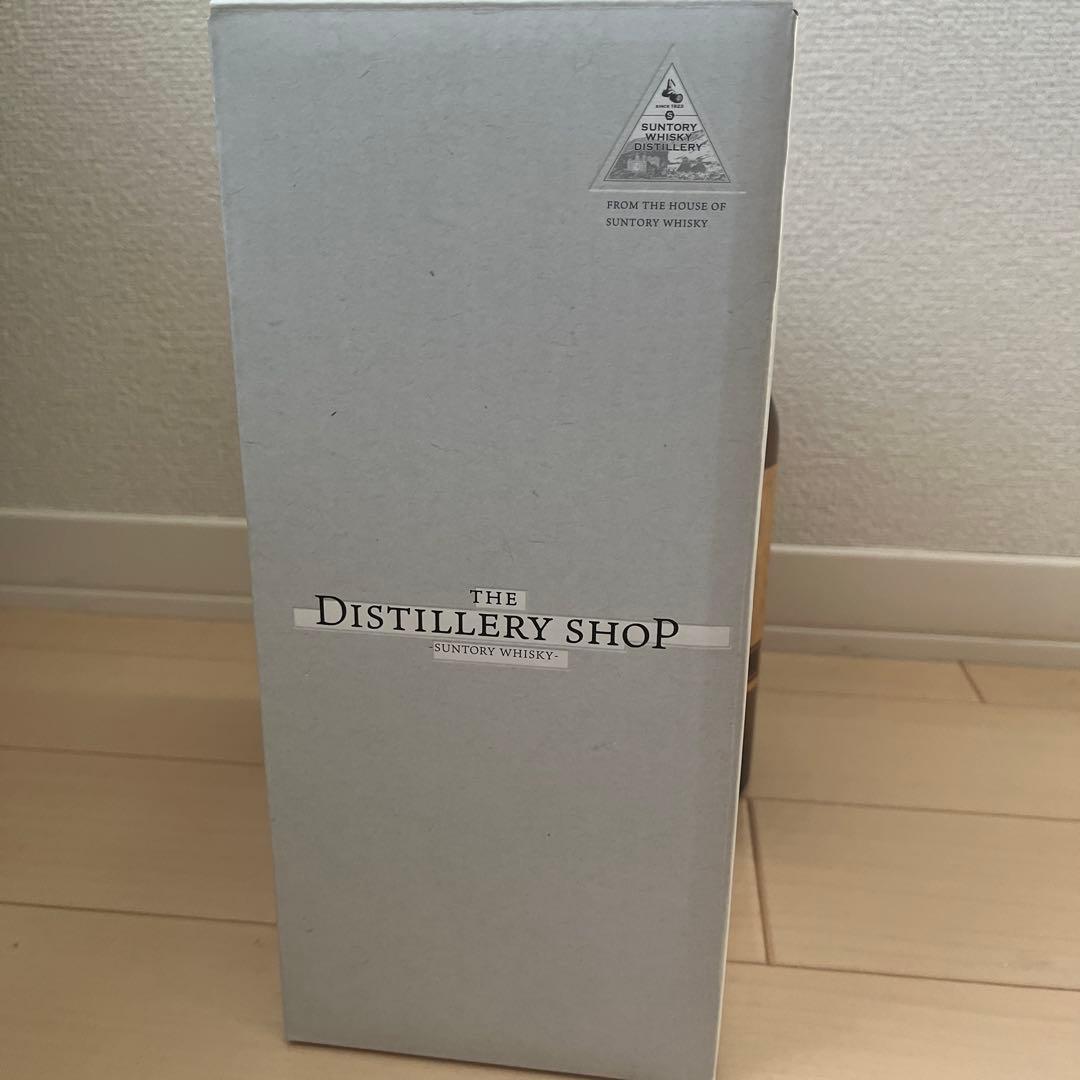 SINCE 1923
S
SUNTORY
WHISKY
DISTILLERY
FROM THE HOUSE OF
SUNTORY WHISKY
THE
DISTILLERY SHOP
-SUNTORY WHISKY-